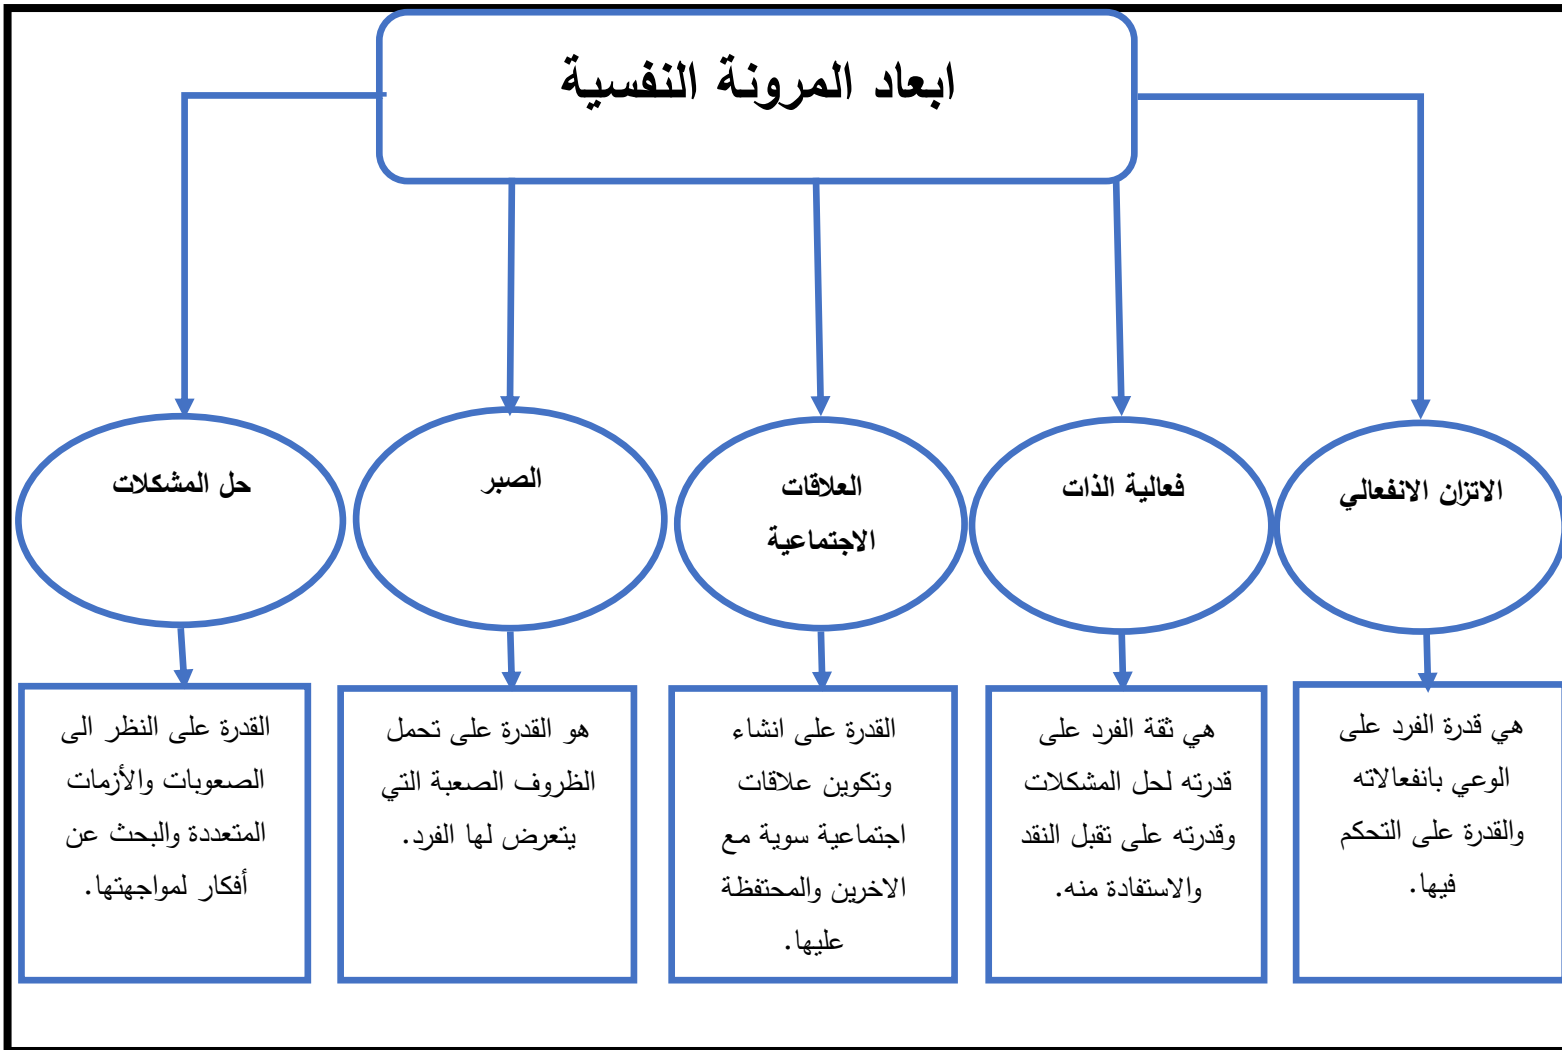 ابعاد المرونة النفسية
الاتزان الانفعالي
فعالية الذات
العلاقات
الاجتماعية
الصبر
حل المشكلات
هي قدرة الفرد على
الوعي بانفعالاته
والقدرة على التحكم
فيها.
هي ثقة الفرد على
قدرته لحل المشكلات
وقدرته على تقبل النقد
والاستفادة منه.
القدرة على انشاء
وتكوين علاقات
اجتماعية سوية مع
الاخرين والمحتفظة
عليها.
هو القدرة على تحمل
الظروف الصعبة التي
يتعرض لها الفرد.
القدرة على النظر الى
الصعوبات والأزمات
المتعددة والبحث عن
أفكار لمواجهتها.